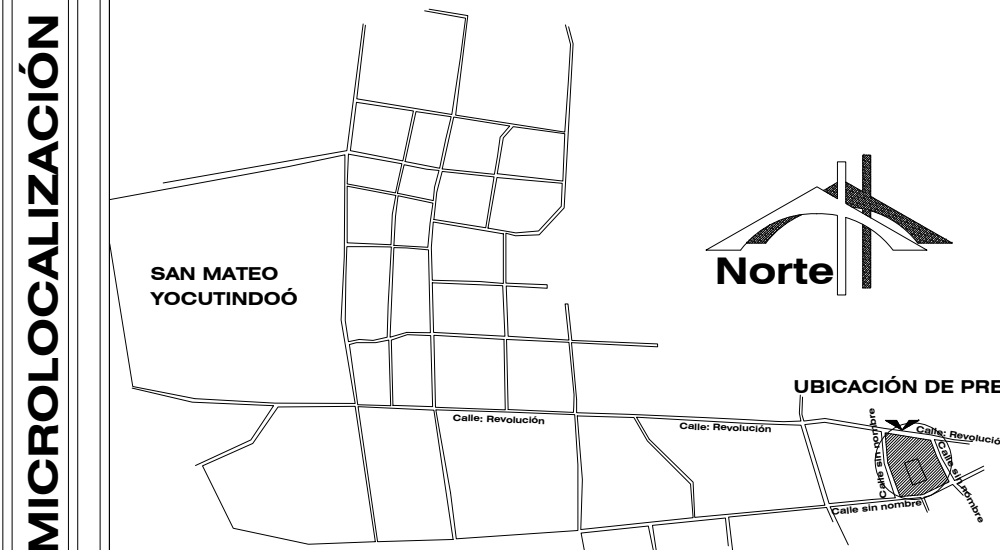 MICROLOCALIZACIÓN
SAN MATEO
YOCUTINDOÓ
Norte
UBICACIÓN DE PRE
Calle: Revolución
Calle: Revolución
Calle: Revolució
Calle sin nombre
Calle sin nombre
Calle sin nombre